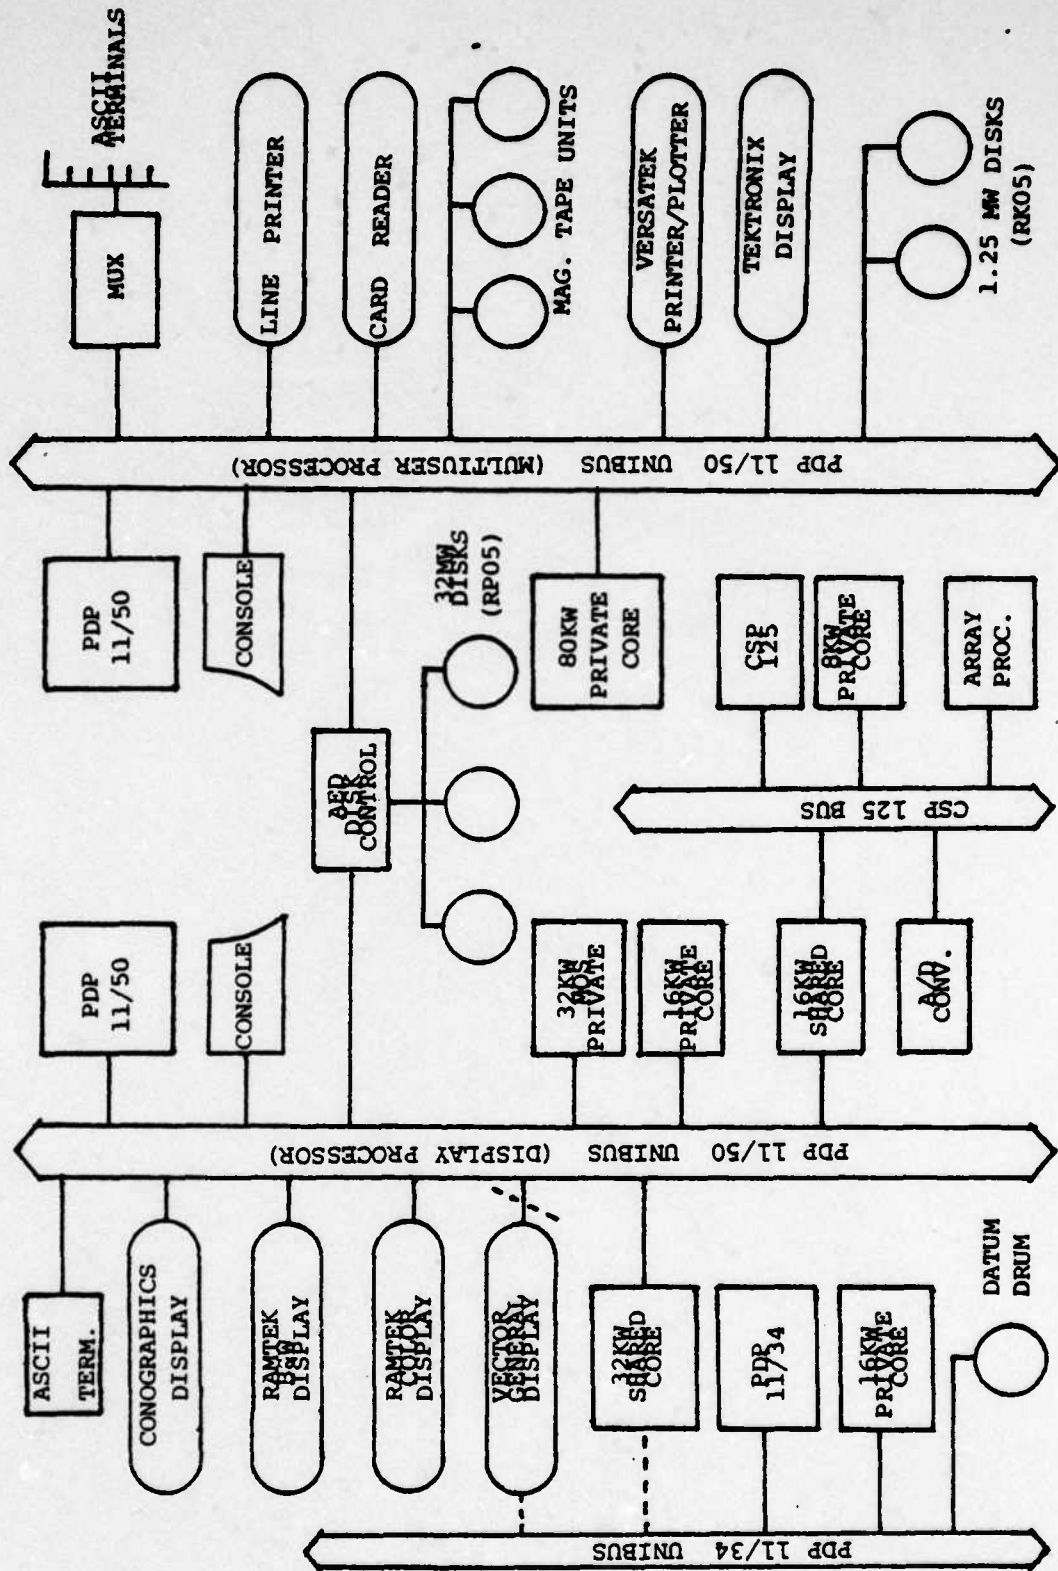 ASCII
TERM.
CONOGRAPHICS
DISPLAY
RAMTEK
B&W
DISPLAY
RAMTEK
COLOR
DISPLAY
VECTOR
GENERAL
DISPLAY
32KW
SHARED
CORE
PDP
11/34
16KW
PRIVATE
CORE
DATUM
DRUM
PDP 11/34 UNIBUS
PDP 11/50 UNIBUS (DISPLAY PROCESSOR)
PDP
11/50
CONSOLE
AED
DISK
CONTROL
32MW
DISKS
(RP05)
32KW
MOS
PRIVATE
16KW
PRIVATE
CORE
16KW
SHARED
CORE
A/D
CONV.
CSP 125 BUS
CSP
125
8KW
PRIVATE
CORE
ARRAY
PROC.
PDP
11/50
CONSOLE
80KW
PRIVATE
CORE
PDP 11/50 UNIBUS (MULTIUSER PROCESSOR)
MUX
ASCII
TERMINALS
LINE PRINTER
CARD READER
MAG. TAPE UNITS
VERSATEK
PRINTER/PLOTTER
TEKTRONIX
DISPLAY
1.25 MW DISKS
(RK05)